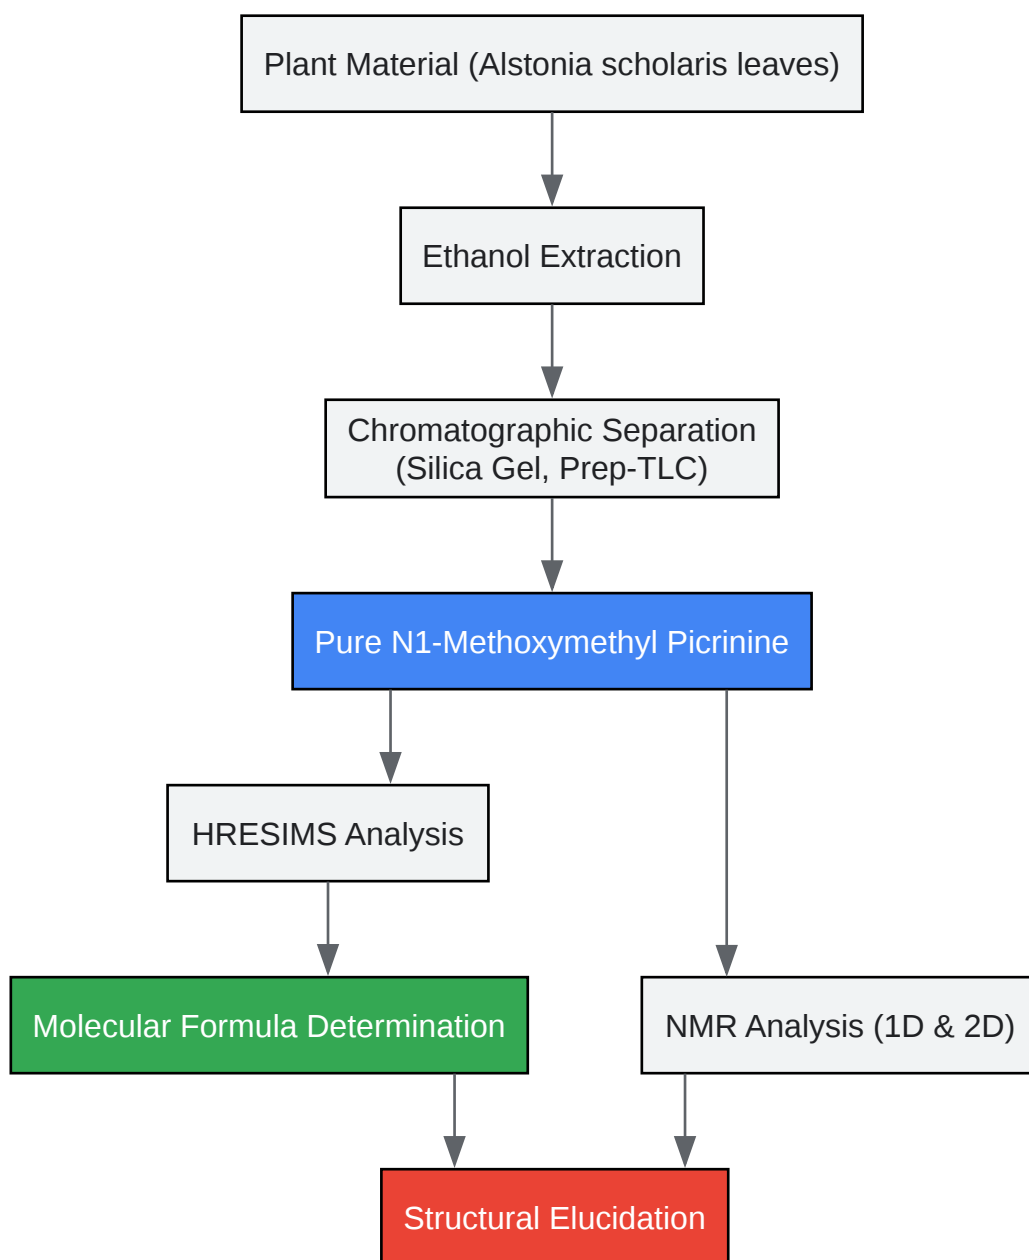 Plant Material (Alstonia scholaris leaves)
Ethanol Extraction
Chromatographic Separation
(Silica Gel, Prep-TLC)
Pure N1-Methoxymethyl Picrinine
HRESIMS Analysis
Molecular Formula Determination
NMR Analysis (1D & 2D)
Structural Elucidation